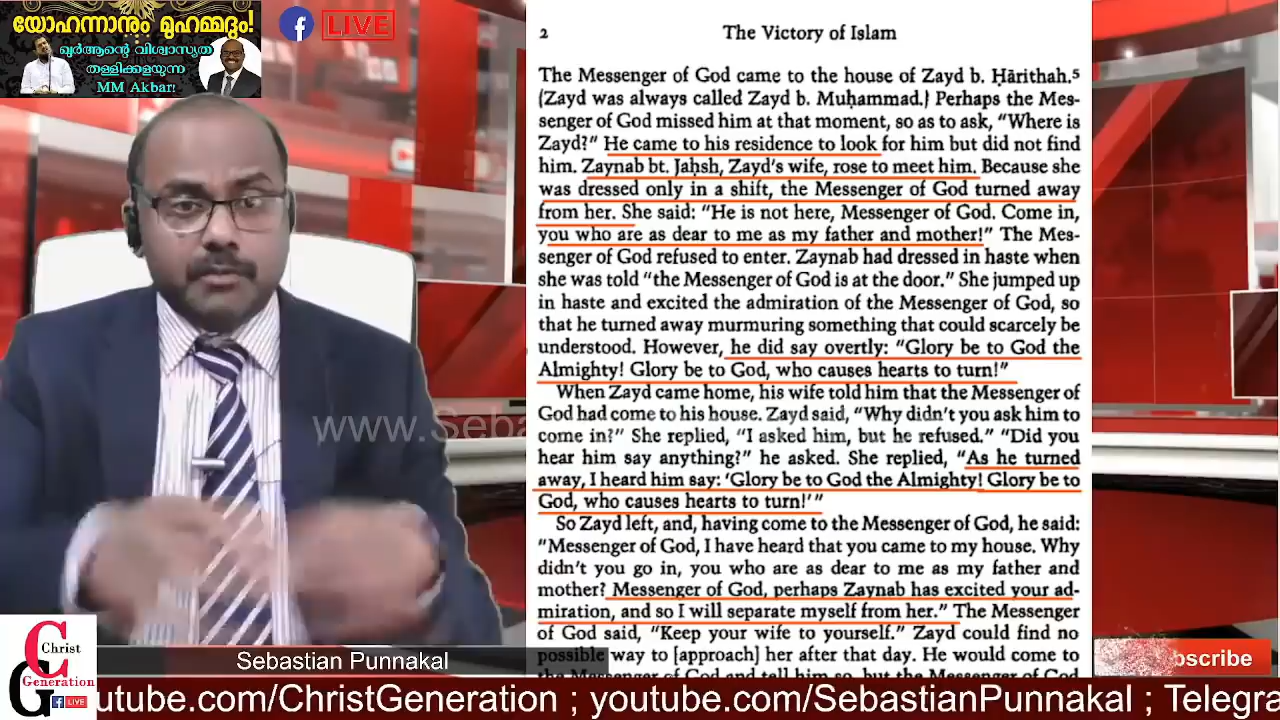 യോഹന്നാനും മുഹമ്മദും!
ഖുർആന്റെ വിശ്വാസ്യത
തള്ളികളയുന്ന
MM Akbar!
f LIVE
2 The Victory of Islam
The Messenger of God came to the house of Zayd b. Ḥārithah.⁵
(Zayd was always called Zayd b. Muḥammad.) Perhaps the Mes-
senger of God missed him at that moment, so as to ask, “Where is
Zayd?” He came to his residence to look for him but did not find
him. Zaynab bt. Jaḥsh, Zayd’s wife, rose to meet him. Because she
was dressed only in a shift, the Messenger of God turned away
from her. She said: “He is not here, Messenger of God. Come in,
you who are as dear to me as my father and mother!” The Mes-
senger of God refused to enter. Zaynab had dressed in haste when
she was told “the Messenger of God is at the door.” She jumped up
in haste and excited the admiration of the Messenger of God, so
that he turned away murmuring something that could scarcely be
understood. However, he did say overtly: “Glory be to God the
Almighty! Glory be to God, who causes hearts to turn!”
When Zayd came home, his wife told him that the Messenger of
God had come to his house. Zayd said, “Why didn’t you ask him to
come in?” She replied, “I asked him, but he refused.” “Did you
hear him say anything?” he asked. She replied, “As he turned
away, I heard him say: ‘Glory be to God the Almighty! Glory be to
God, who causes hearts to turn!’”
So Zayd left, and, having come to the Messenger of God, he said:
“Messenger of God, I have heard that you came to my house. Why
didn’t you go in, you who are as dear to me as my father and
mother? Messenger of God, perhaps Zaynab has excited your ad-
miration, and so I will separate myself from her.” The Messenger
of God said, “Keep your wife to yourself.” Zayd could find no
possible way to [approach] her after that day. He would come to
the Messenger of God and tell him so, but the Messenger of God
www.Seba
Christ
Generation
f LIVE
Sebastian Punnakal
bscribe
utube.com/ChristGeneration ; youtube.com/SebastianPunnakal ; Telegra